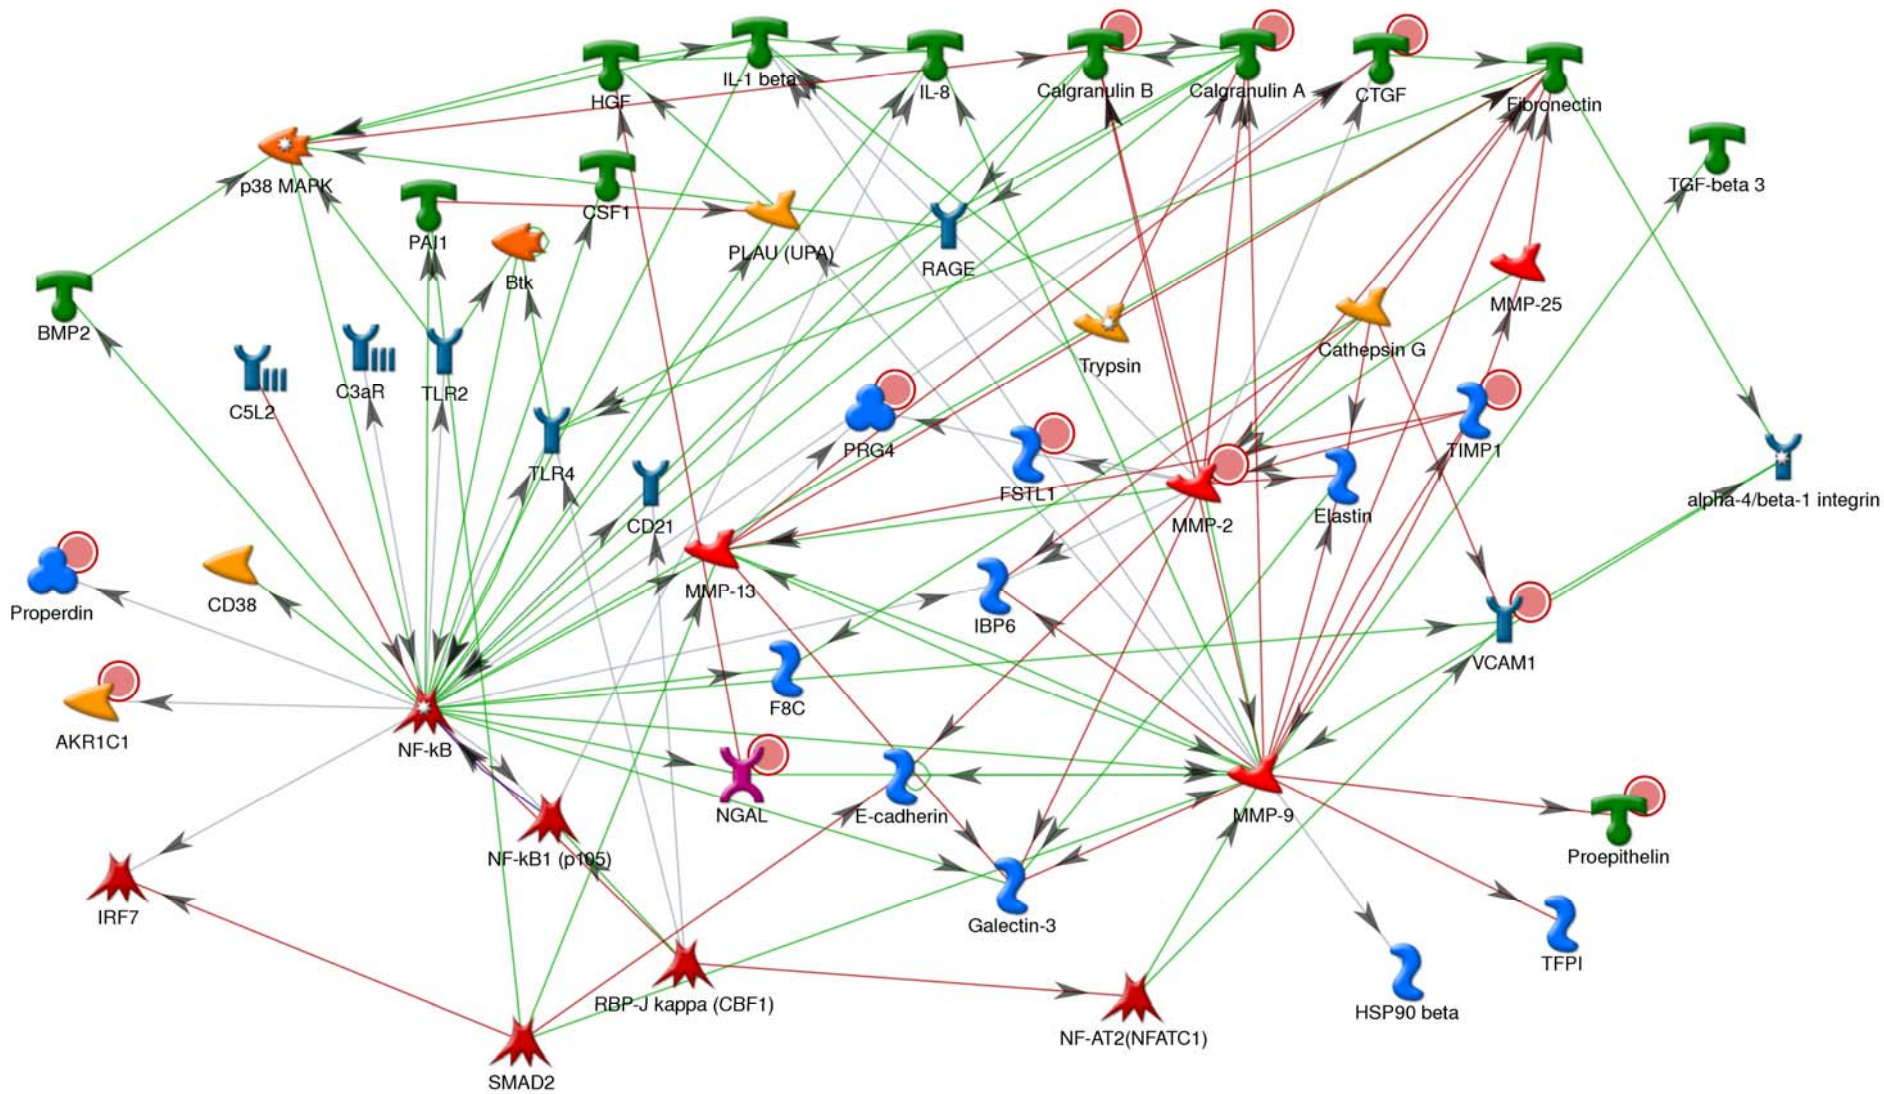 IL-1 beta
HGF
IL-8
Calgranulin B
Calgranulin A
CTGF
Fibronectin
p38 MAPK
TGF-beta 3
PAI1
CSF1
PLAU (UPA)
RAGE
Btk
BMP2
MMP-25
C5L2
C3aR
TLR2
Trypsin
Cathepsin G
TLR4
PRG4
FSTL1
TIMP1
CD21
MMP-2
Elastin
alpha-4/beta-1 integrin
Properdin
CD38
MMP-13
IBP6
VCAM1
AKR1C1
NF-kB
F8C
NGAL
E-cadherin
MMP-9
NF-kB1 (p105)
Proepithelin
IRF7
Galectin-3
TFPI
RBP-J kappa (CBF1)
HSP90 beta
NF-AT2(NFATC1)
SMAD2